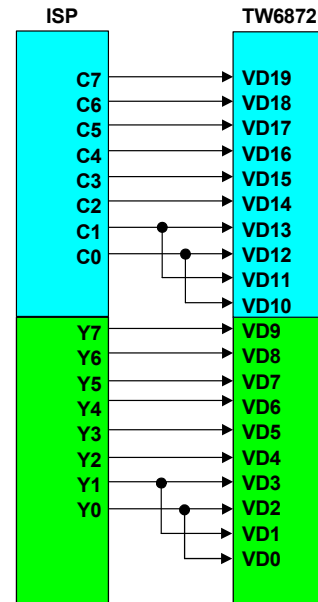 ISP TW6872
C7 VD19
C6 VD18
C5 VD17
C4 VD16
C3 VD15
C2 VD14
C1 VD13
C0 VD12
VD11
VD10
Y7 VD9
Y6 VD8
Y5 VD7
Y4 VD6
Y3 VD5
Y2 VD4
Y1 VD3
Y0 VD2
VD1
VD0